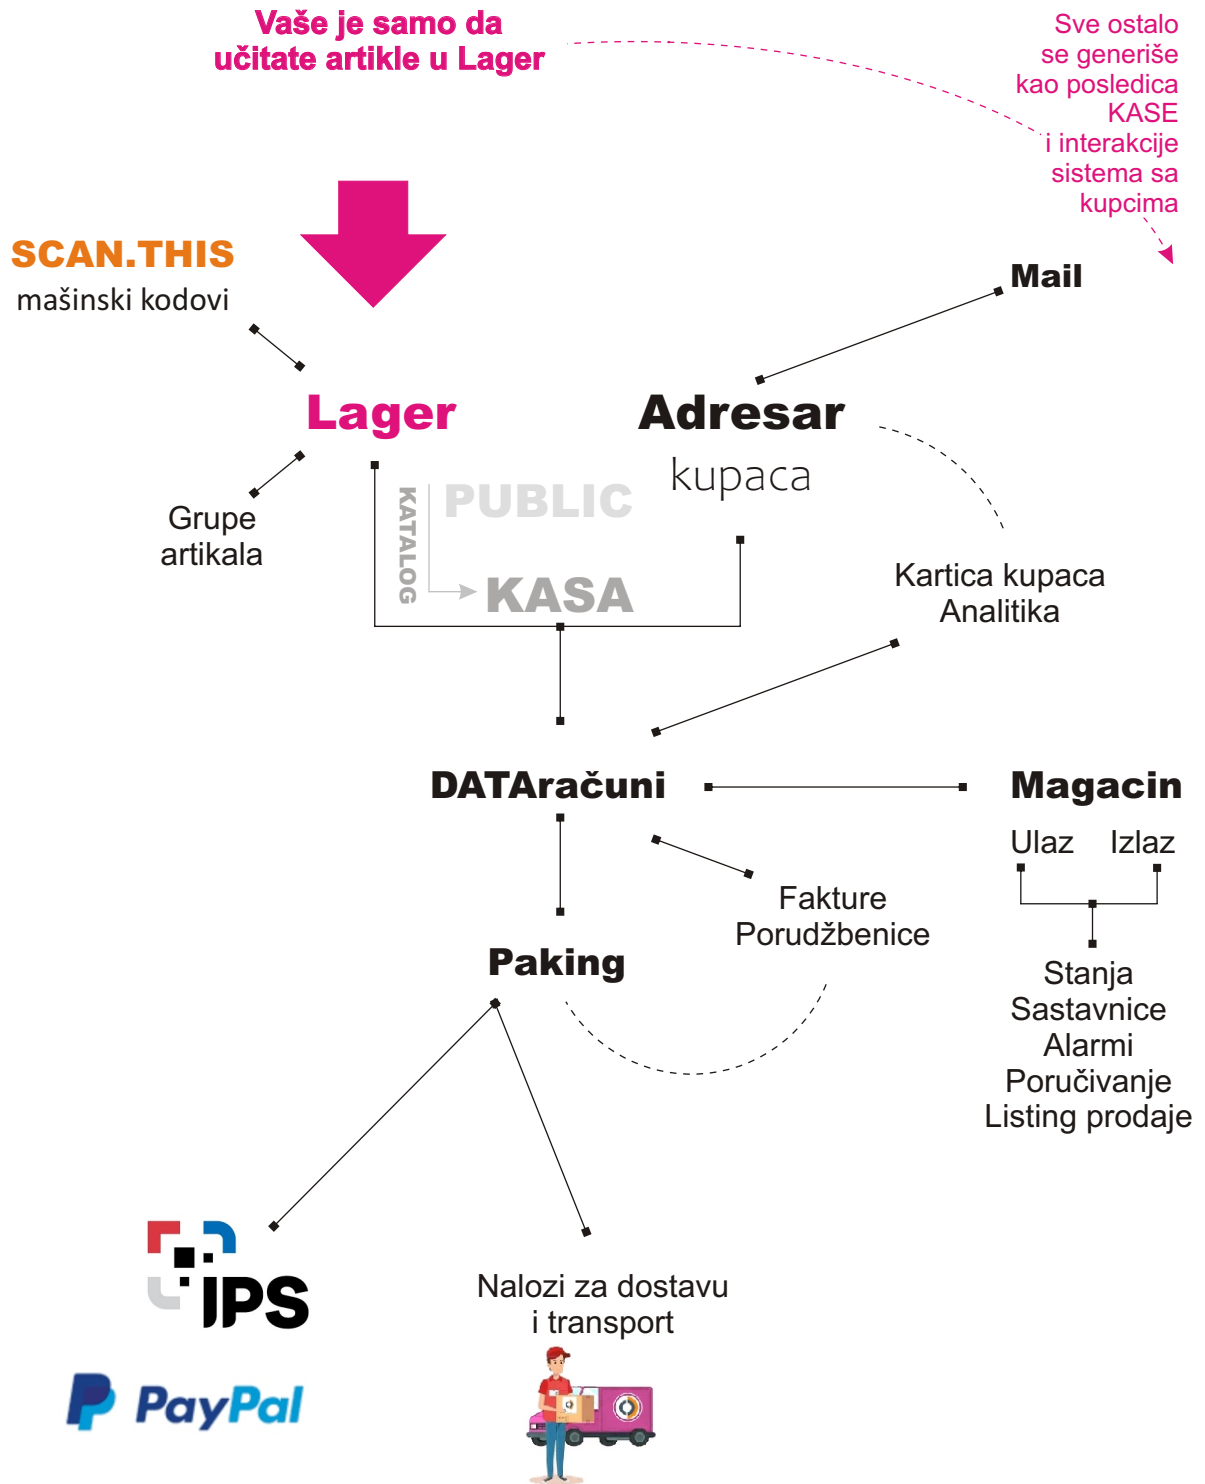 Vaše je samo da
učitate artikle u Lager
Sve ostalo
se generiše
kao posledica
KASE
i interakcije
sistema sa
kupcima
SCAN.THIS
mašinski kodovi
Mail
Lager
Adresar
kupaca
Grupe
artikala
KATALOG
PUBLIC
KASA
Kartica kupaca
Analitika
DATAračuni
Magacin
Ulaz Izlaz
Fakture
Porudžbenice
Paking
Stanja
Sastavnice
Alarmi
Poručivanje
Listing prodaje
IPS
PayPal
Nalozi za dostavu
i transport